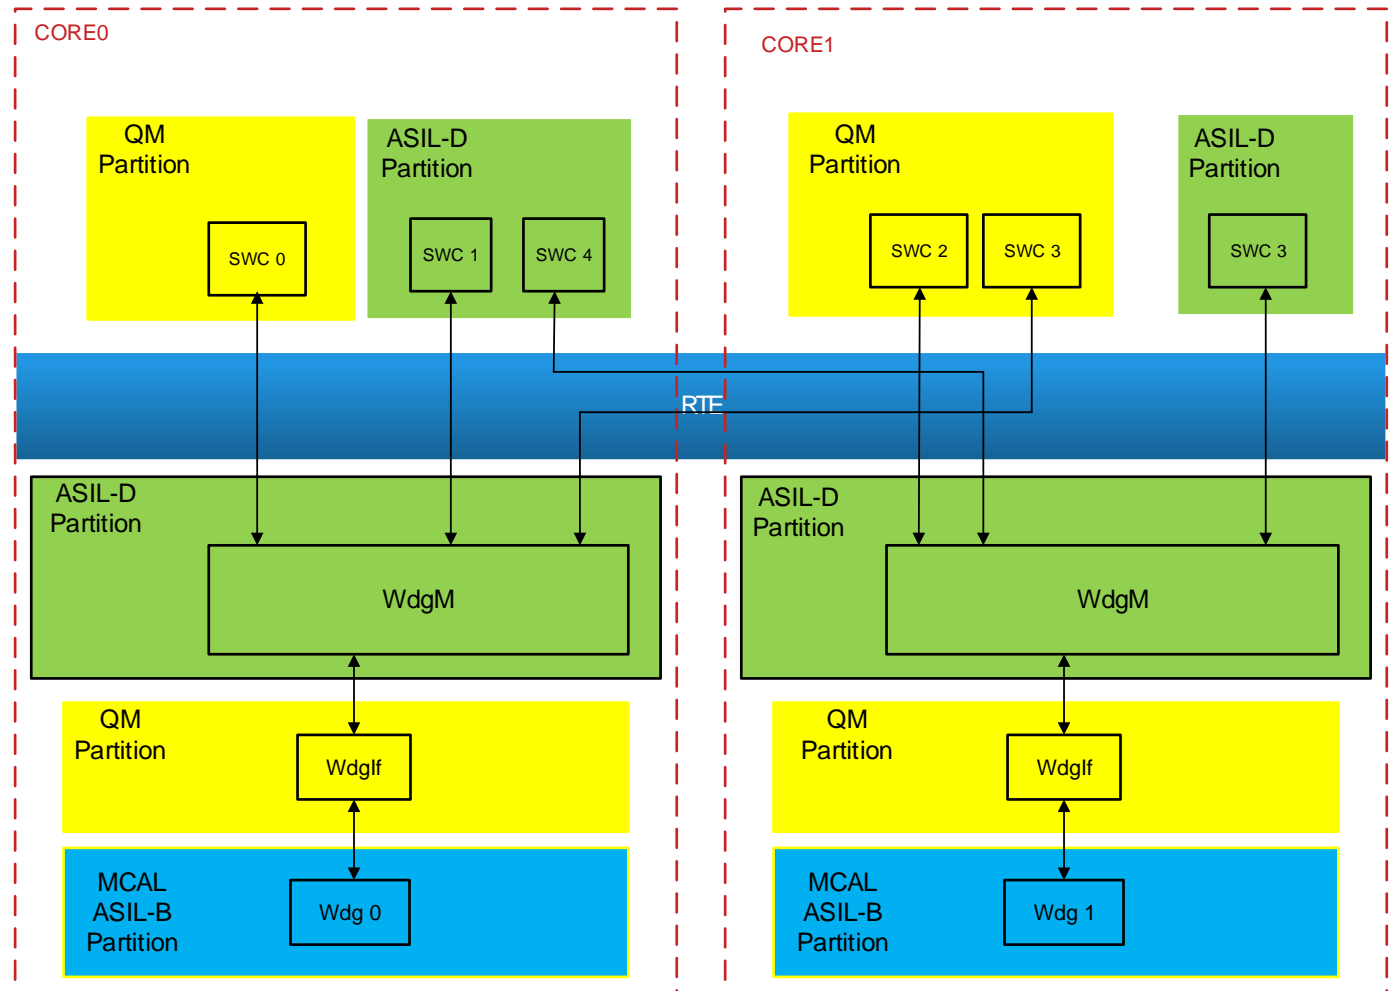 CORE0
CORE1
QM
Partition
ASIL-D
Partition
QM
Partition
ASIL-D
Partition
SWC 0
SWC 1
SWC 4
SWC 2
SWC 3
SWC 3
RTE
ASIL-D
Partition
ASIL-D
Partition
WdgM
WdgM
QM
Partition
QM
Partition
WdgIf
WdgIf
MCAL
ASIL-B
Partition
MCAL
ASIL-B
Partition
Wdg 0
Wdg 1